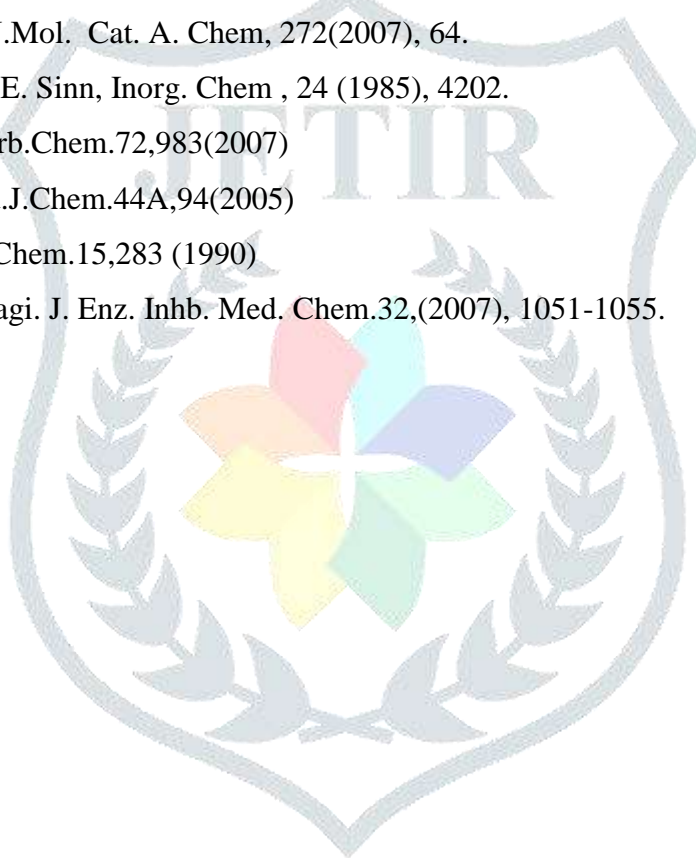 J.Mol. Cat. A. Chem, 272(2007), 64.
E. Sinn, Inorg. Chem , 24 (1985), 4202.
rb.Chem.72,983(2007)
.J.Chem.44A,94(2005)
Chem.15,283 (1990)
agi. J. Enz. Inhb. Med. Chem.32,(2007), 1051-1055.
JETIR